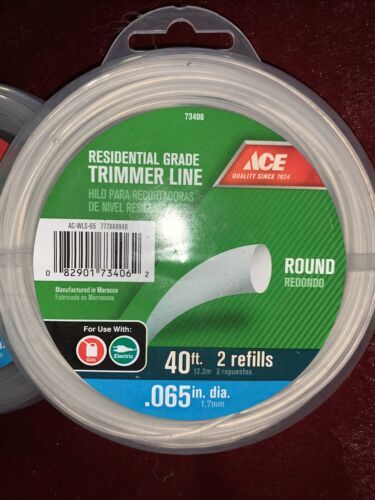 73406
RESIDENTIAL GRADE
TRIMMER LINE
HILO PARA RECORTADORAS
DE NIVEL RESIDENCIAL
ACE
QUALITY SINCE 1924
AC-WLS-65 777X48948
0 82901 73406 2
Manufactured in Morocco
Fabricado en Marruecos
ROUND
REDONDO
For Use With:
Gas
Electric
40ft. 2 refills
12.2m 2 repuestos
.065in. dia.
1.7mm
a.